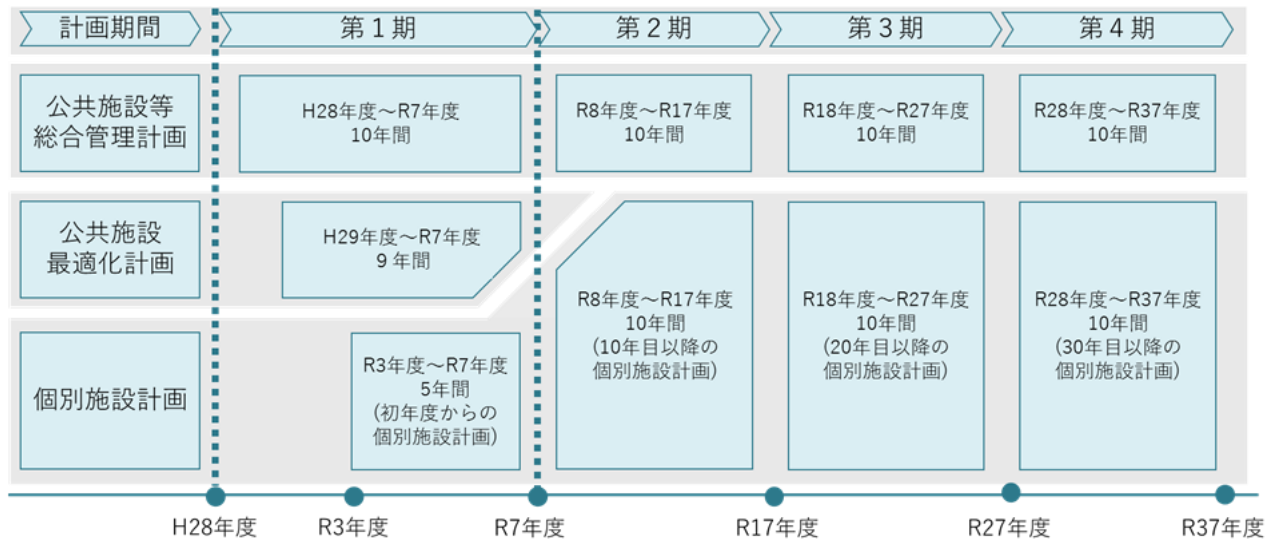 計画期間
第１期
第２期
第３期
第４期
公共施設等
総合管理計画
H28年度～R7年度
10年間
R8年度～R17年度
10年間
R18年度～R27年度
10年間
R28年度～R37年度
10年間
公共施設
最適化計画
H29年度～R7年度
９年間
個別施設計画
R3年度～R7年度
5年間
(初年度からの
個別施設計画)
R8年度～R17年度
10年間
(10年目以降の
個別施設計画)
R18年度～R27年度
10年間
(20年目以降の
個別施設計画)
R28年度～R37年度
10年間
(30年目以降の
個別施設計画)
H28年度
R3年度
R7年度
R17年度
R27年度
R37年度